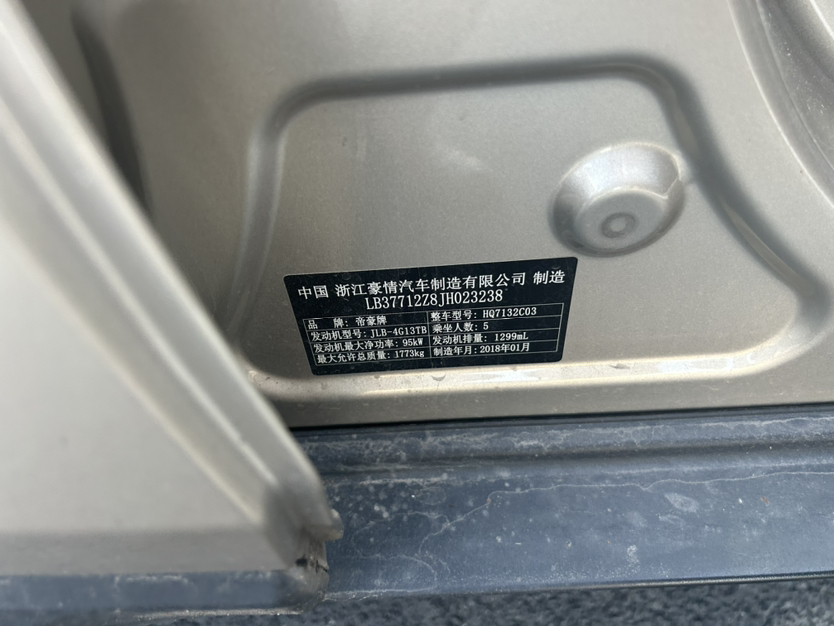 中国 浙江豪情汽车制造有限公司 制造
LB37712Z8JH023238
品 牌：帝豪牌 整车型号：HQ7132C03
发动机型号：JLB-4G13TB 乘坐人数：5
发动机最大净功率：95kW 发动机排量：1299mL
最大允许总质量：1773kg 制造年月：2018年01月